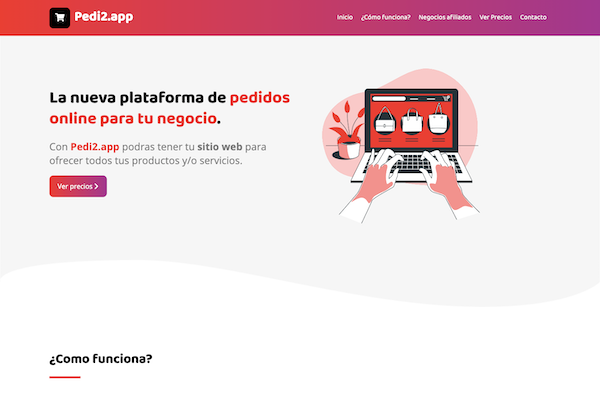 Pedi2.app
Inicio ¿Cómo funciona? Negocios afiliados Ver Precios Contacto
La nueva plataforma de pedidos
online para tu negocio.
Con Pedi2.app podras tener tu sitio web para
ofrecer todos tus productos y/o servicios.
Ver precios
¿Como funciona?